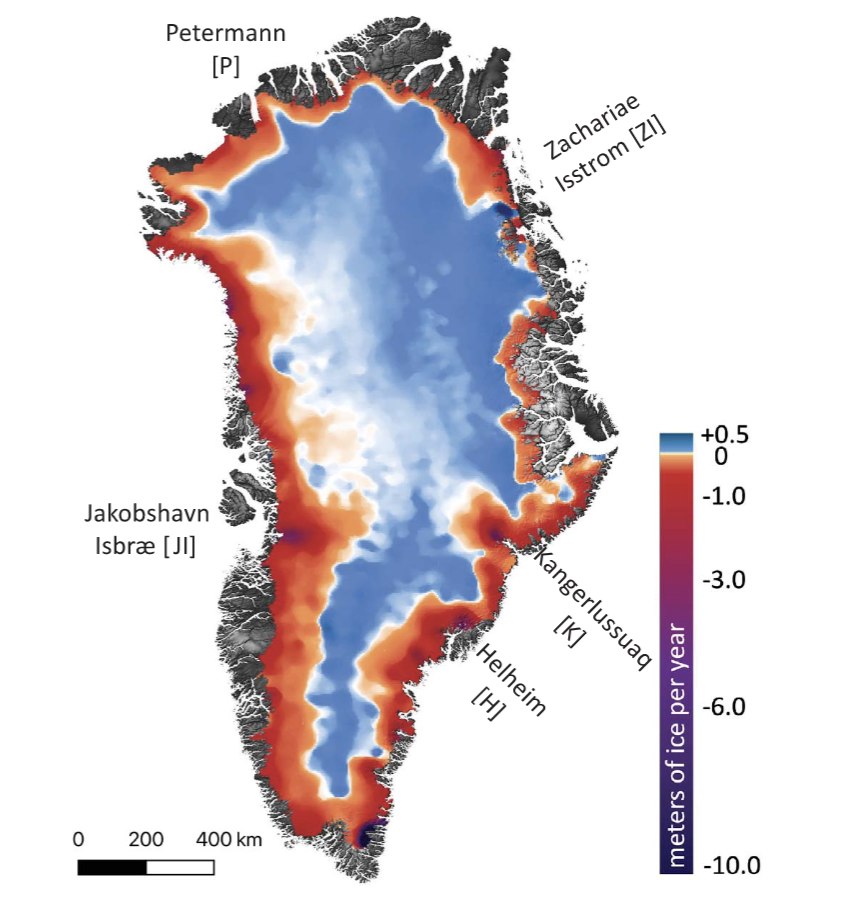 Petermann
[P]
Zachariae
Isstrom [ZI]
Jakobshavn
Isbræ [JI]
Kangerlussuaq
[K]
Helheim
[H]
+0.5
0
-1.0
-3.0
-6.0
-10.0
meters of ice per year
0 200 400 km